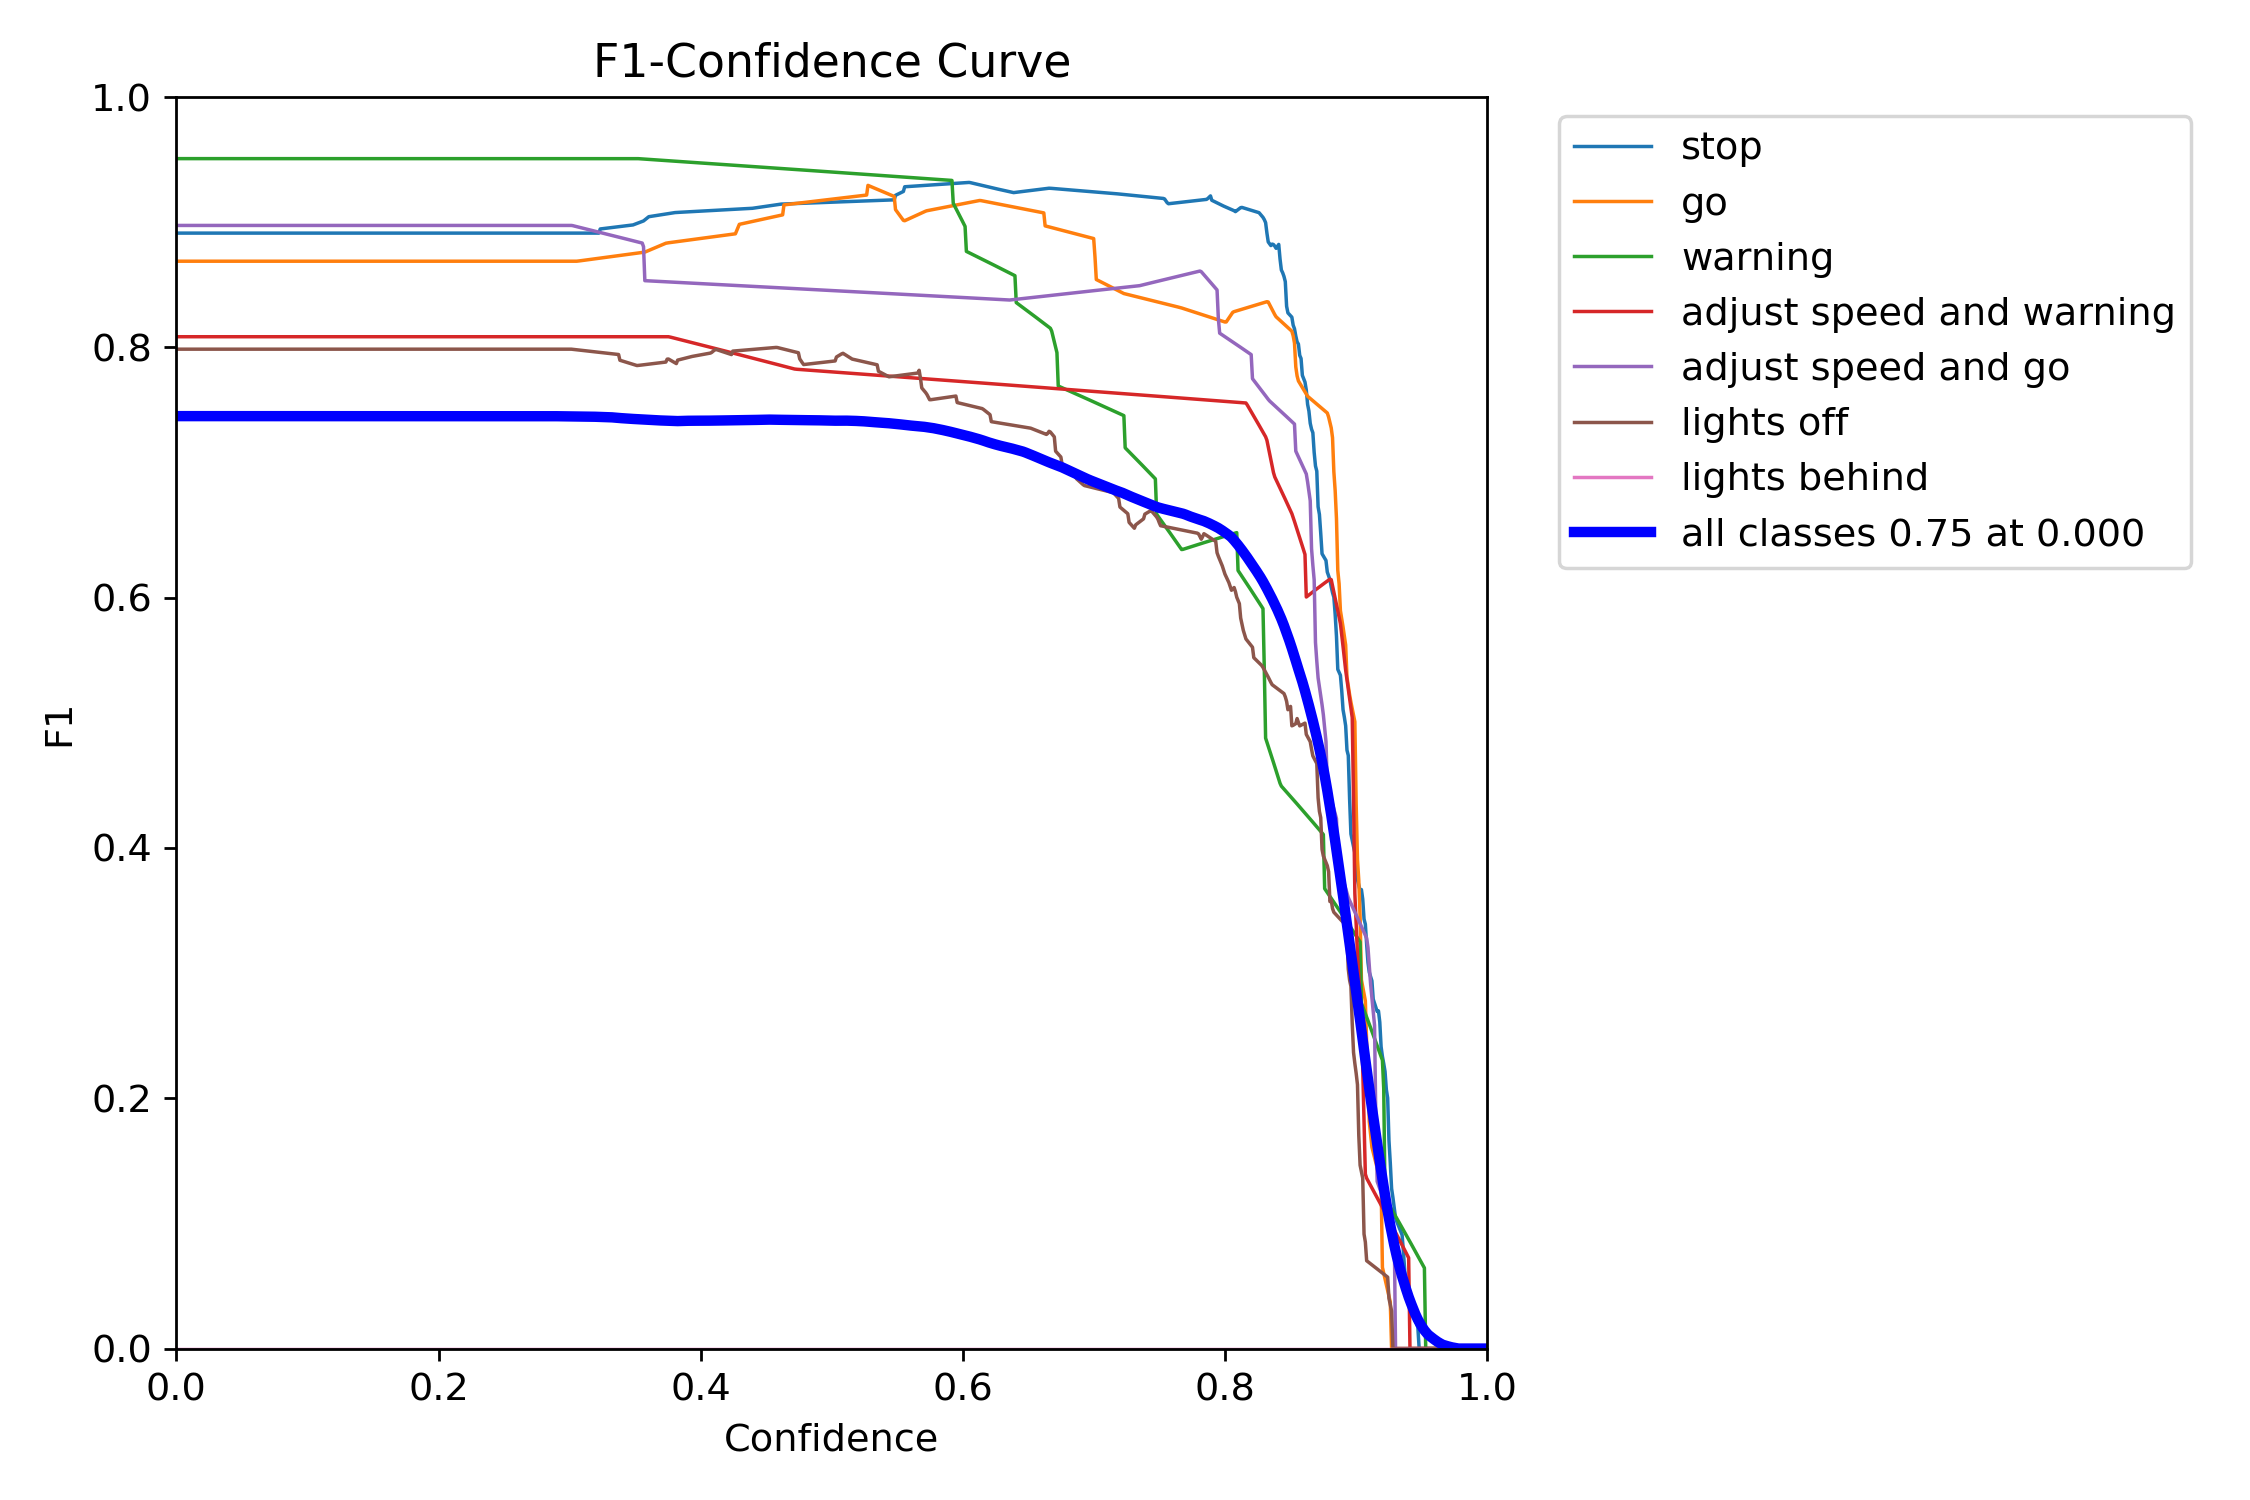 F1-Confidence Curve
1.0
0.8
0.6
0.4
0.2
0.0
F1
0.0 0.2 0.4 0.6 0.8 1.0
Confidence
stop
go
warning
adjust speed and warning
adjust speed and go
lights off
lights behind
all classes 0.75 at 0.000